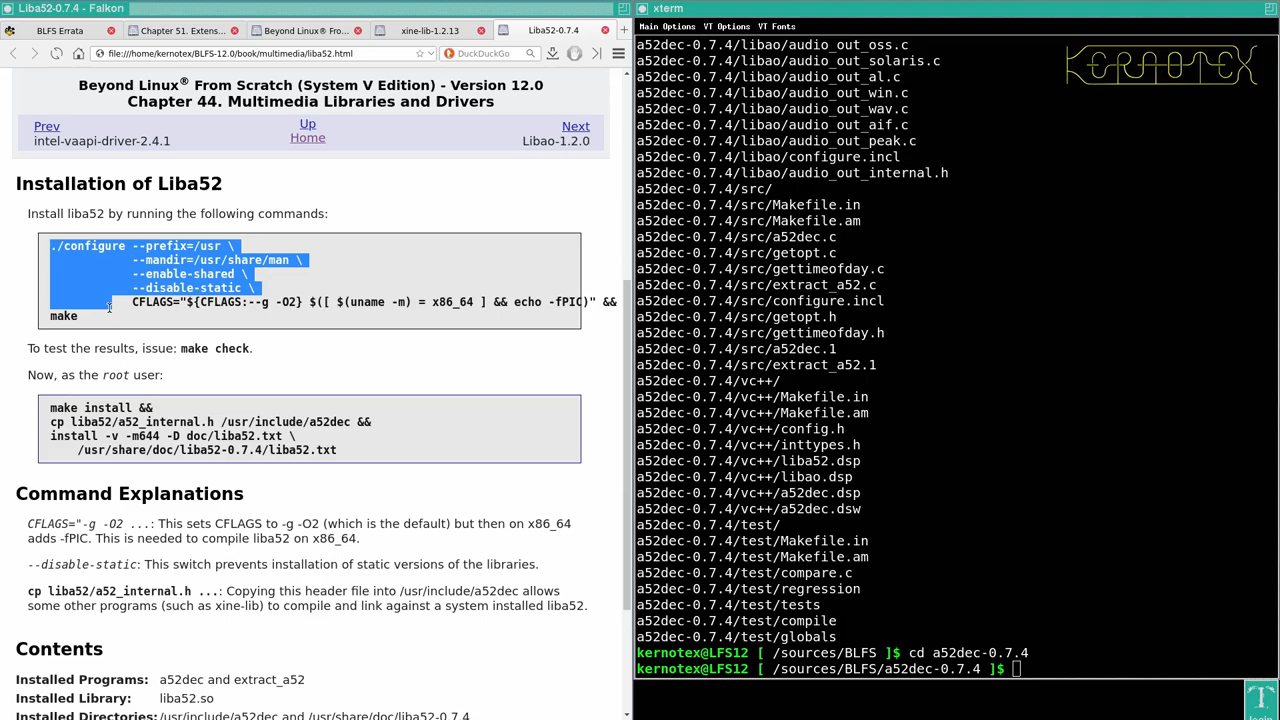 Liba52-0.7.4 - Falkon
BLFS Errata
Chapter 51. Extens...
Beyond Linux® Fro...
xine-lib-1.2.13
Liba52-0.7.4
file:///home/kernotex/BLFS-12.0/book/multimedia/liba52.html
DuckDuckGo
Beyond Linux® From Scratch (System V Edition) - Version 12.0
Chapter 44. Multimedia Libraries and Drivers
Prev
Up
Next
intel-vaapi-driver-2.4.1
Home
Libao-1.2.0
Installation of Liba52
Install liba52 by running the following commands:
./configure --prefix=/usr \
--mandir=/usr/share/man \
--enable-shared \
--disable-static \
CFLAGS="${CFLAGS:--g -O2} $([ $(uname -m) = x86_64 ] && echo -fPIC)" &&
make
To test the results, issue: make check.
Now, as the root user:
make install &&
cp liba52/a52_internal.h /usr/include/a52dec &&
install -v -m644 -D doc/liba52.txt \
/usr/share/doc/liba52-0.7.4/liba52.txt
Command Explanations
CFLAGS="-g -O2 ...: This sets CFLAGS to -g -O2 (which is the default) but then on x86_64
adds -fPIC. This is needed to compile liba52 on x86_64.
--disable-static: This switch prevents installation of static versions of the libraries.
cp liba52/a52_internal.h ...: Copying this header file into /usr/include/a52dec allows
some other programs (such as xine-lib) to compile and link against a system installed liba52.
Contents
Installed Programs: a52dec and extract_a52
Installed Library: liba52.so
Installed Directories: /usr/include/a52dec and /usr/share/doc/liba52-0.7.4
xterm
Main Options VT Options VT Fonts
KERNOTEX
a52dec-0.7.4/libao/audio_out_oss.c
a52dec-0.7.4/libao/audio_out_solaris.c
a52dec-0.7.4/libao/audio_out_al.c
a52dec-0.7.4/libao/audio_out_win.c
a52dec-0.7.4/libao/audio_out_wav.c
a52dec-0.7.4/libao/audio_out_aif.c
a52dec-0.7.4/libao/audio_out_peak.c
a52dec-0.7.4/libao/configure.incl
a52dec-0.7.4/libao/audio_out_internal.h
a52dec-0.7.4/src/
a52dec-0.7.4/src/Makefile.in
a52dec-0.7.4/src/Makefile.am
a52dec-0.7.4/src/a52dec.c
a52dec-0.7.4/src/getopt.c
a52dec-0.7.4/src/gettimeofday.c
a52dec-0.7.4/src/extract_a52.c
a52dec-0.7.4/src/configure.incl
a52dec-0.7.4/src/getopt.h
a52dec-0.7.4/src/gettimeofday.h
a52dec-0.7.4/src/a52dec.1
a52dec-0.7.4/src/extract_a52.1
a52dec-0.7.4/vc++/
a52dec-0.7.4/vc++/Makefile.in
a52dec-0.7.4/vc++/Makefile.am
a52dec-0.7.4/vc++/config.h
a52dec-0.7.4/vc++/inttypes.h
a52dec-0.7.4/vc++/liba52.dsp
a52dec-0.7.4/vc++/libao.dsp
a52dec-0.7.4/vc++/a52dec.dsp
a52dec-0.7.4/vc++/a52dec.dsw
a52dec-0.7.4/test/
a52dec-0.7.4/test/Makefile.in
a52dec-0.7.4/test/Makefile.am
a52dec-0.7.4/test/compare.c
a52dec-0.7.4/test/regression
a52dec-0.7.4/test/tests
a52dec-0.7.4/test/compile
a52dec-0.7.4/test/globals
kernotex@LFS12 [ /sources/BLFS ]$ cd a52dec-0.7.4
kernotex@LFS12 [ /sources/BLFS/a52dec-0.7.4 ]$
login